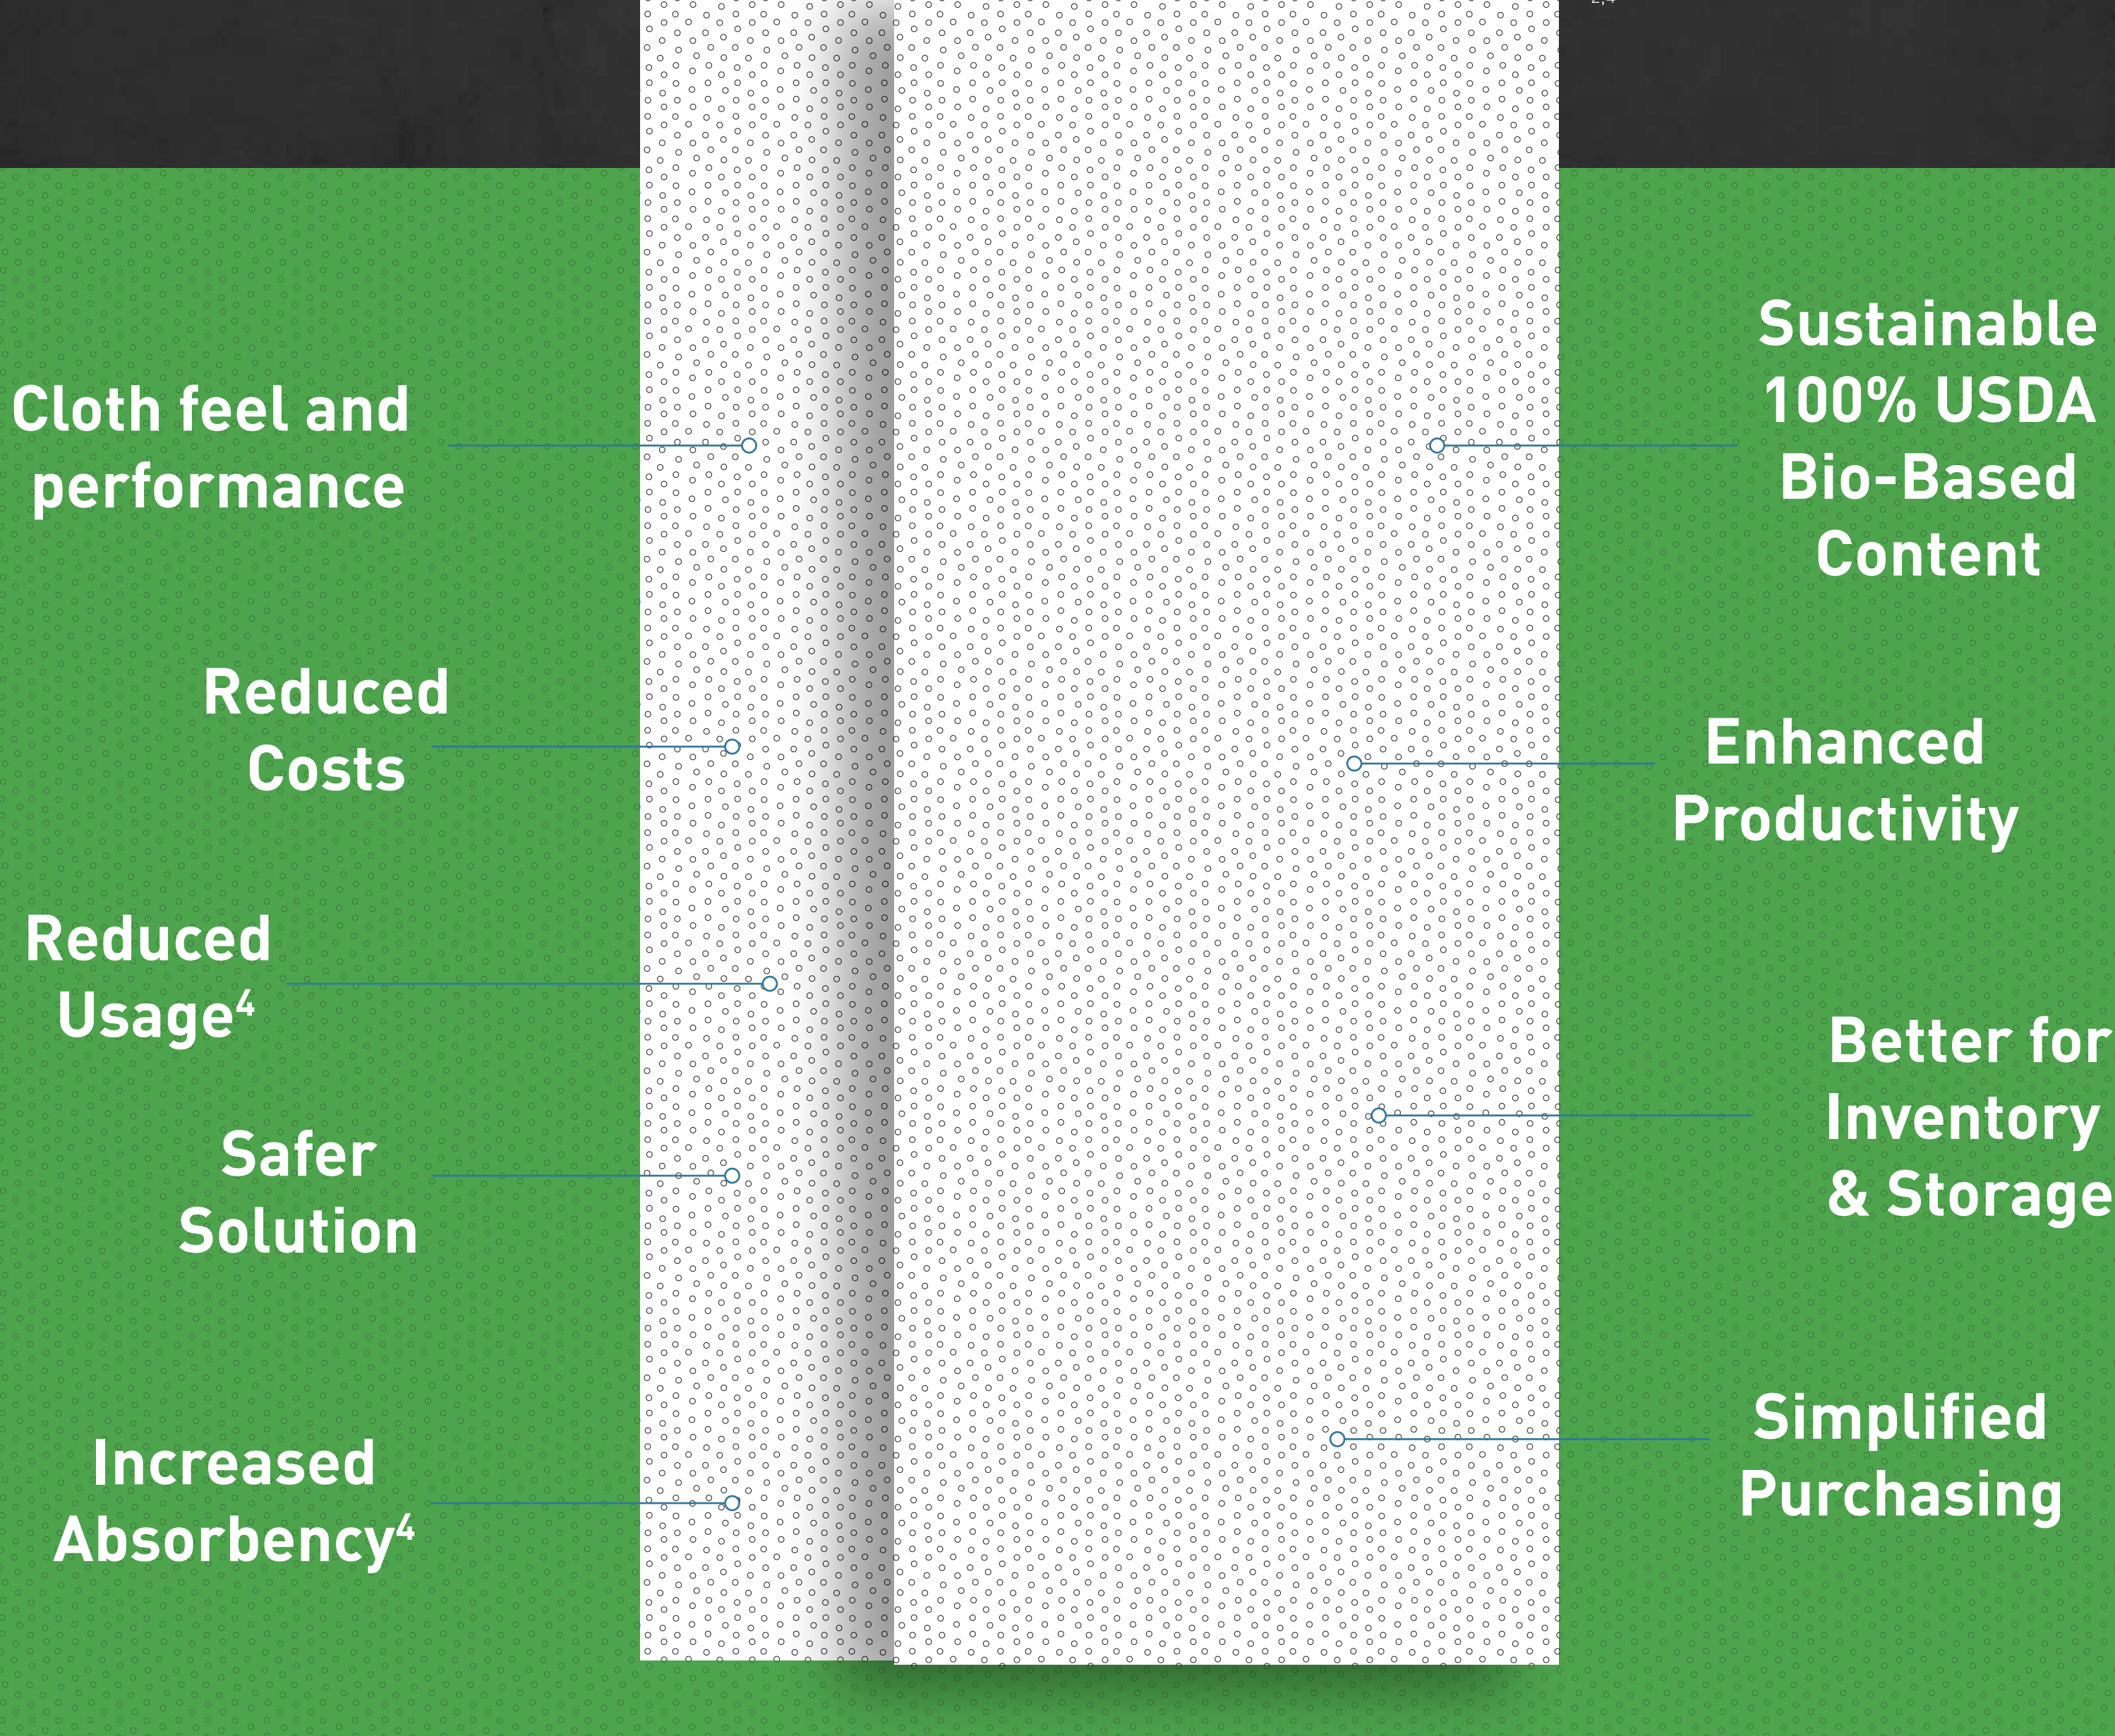 Cloth feel and
performance
Reduced
Costs
Reduced
Usage⁴
Safer
Solution
Increased
Absorbency⁴
Sustainable
100% USDA
Bio-Based
Content
Enhanced
Productivity
Better for
Inventory
& Storage
Simplified
Purchasing